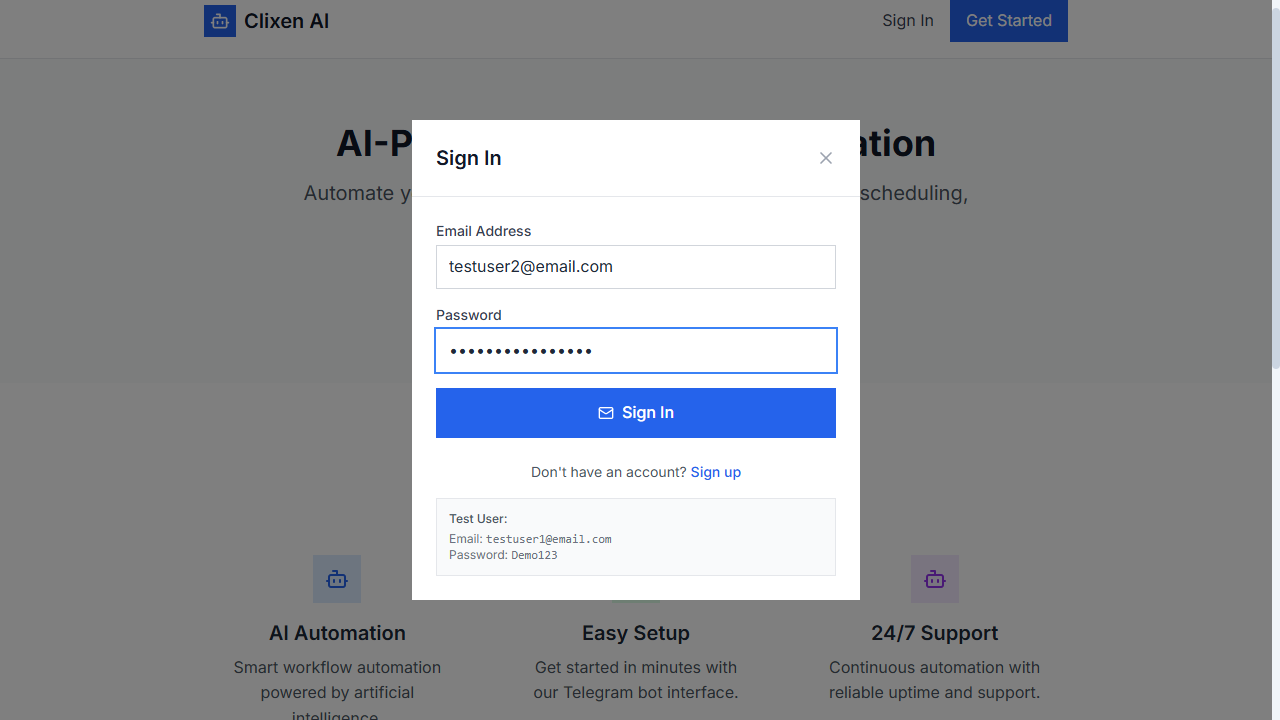 Clixen AI
Sign In
Get Started
AI-P
ation
Automate y
scheduling,
Sign In
Email Address
testuser2@email.com
Password
••••••••••••••••
Sign In
Don't have an account? Sign up
Test User:
Email: testuser1@email.com
Password: Demo123
AI Automation
Smart workflow automation
powered by artificial
intelligence.
Easy Setup
Get started in minutes with
our Telegram bot interface.
24/7 Support
Continuous automation with
reliable uptime and support.